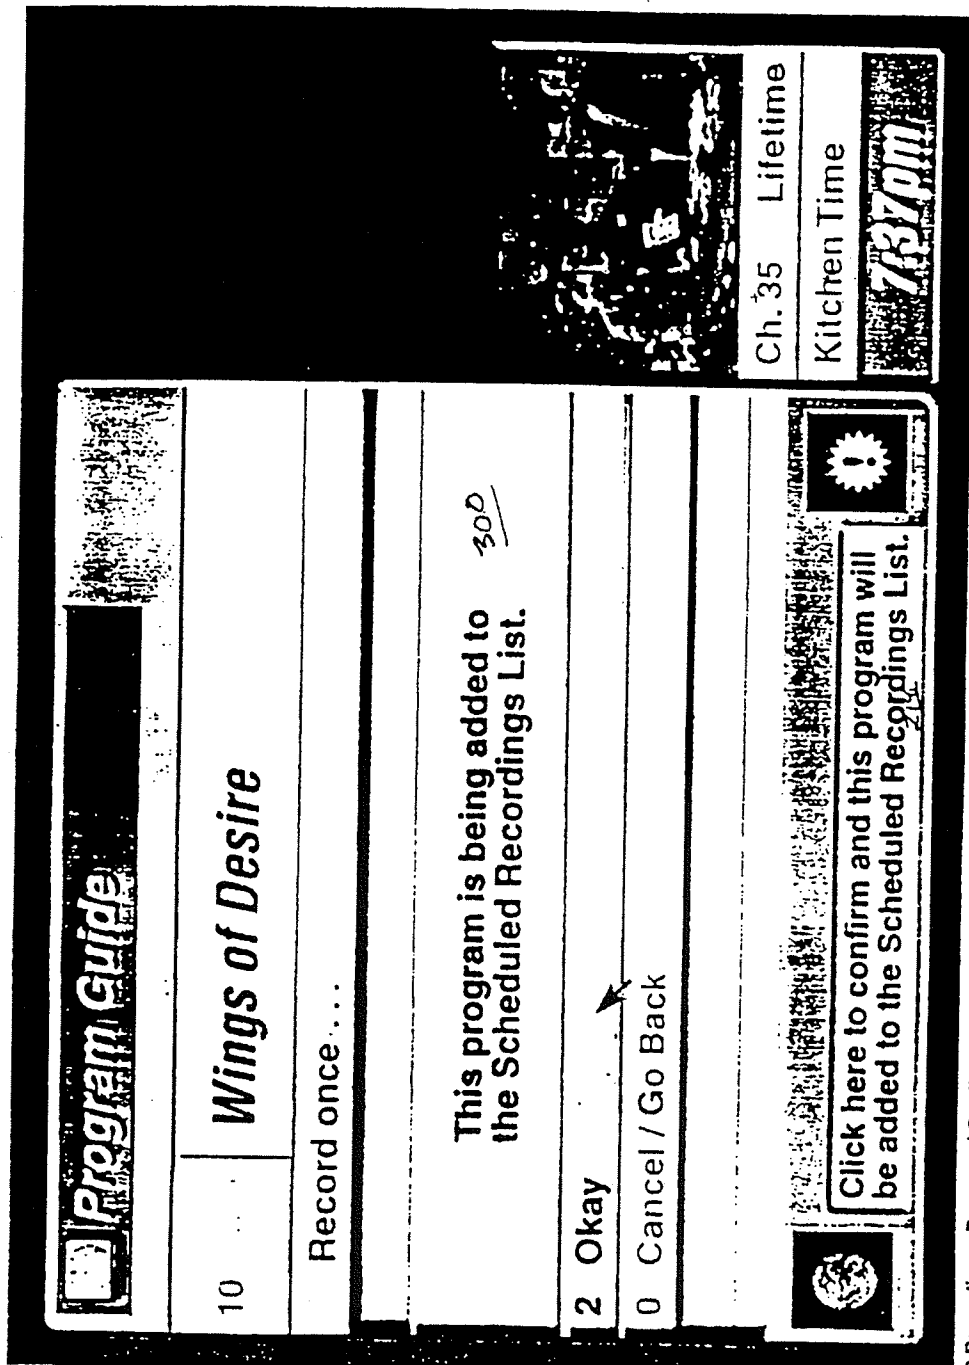 Program Guide
10
Wings of Desire
Record once...
This program is being added to
the Scheduled Recordings List.
300
2 Okay
0 Cancel / Go Back
Click here to confirm and this program will
be added to the Scheduled Recordings List.
Ch. 35 Lifetime
Kitchen Time
7:37pm